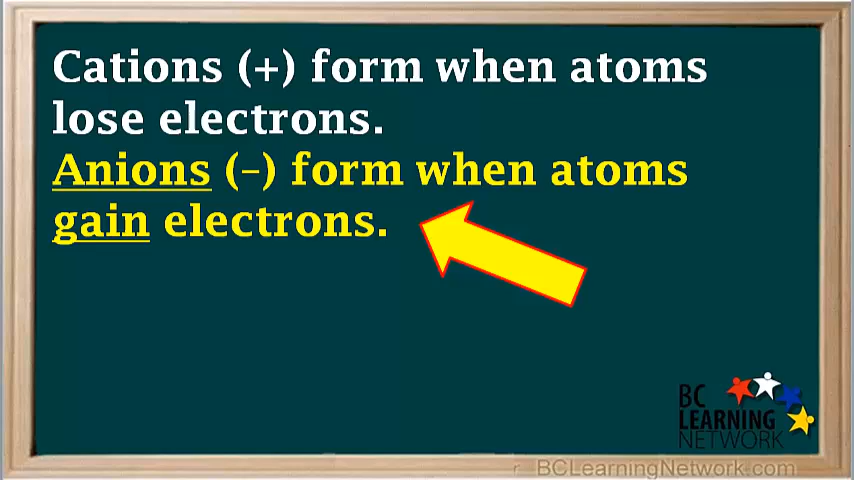 Cations (+) form when atoms
lose electrons.
Anions (–) form when atoms
gain electrons.
BC
LEARNING
NETWORK
BCLearningNetwork.com